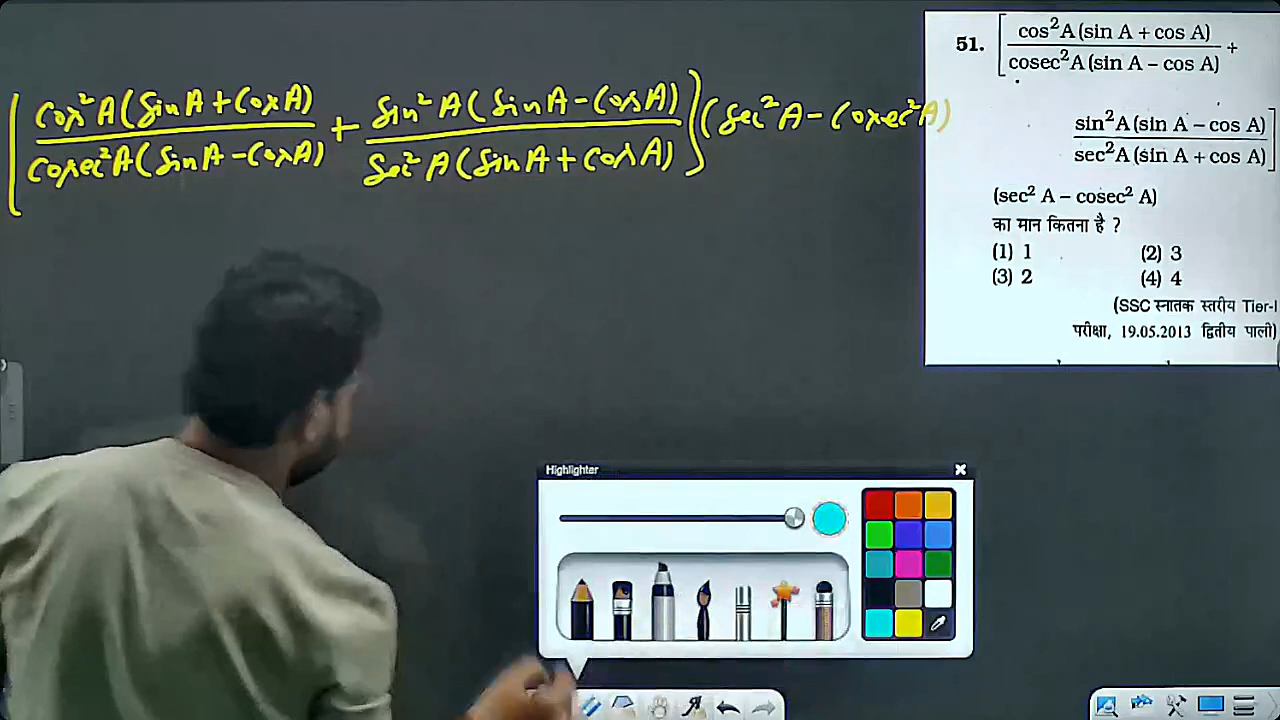 [cos²A(sinA+cosA)/cosec²A(sinA-cosA) + sin²A(sinA-cosA)/sec²A(sinA+cosA)](sec²A-cosec²A)
51. [cos²A(sin A + cos A)/cosec²A(sin A – cos A) +
sin²A(sin A – cos A)/sec²A(sin A + cos A)]
(sec² A – cosec² A)
का मान कितना है ?
(1) 1 (2) 3
(3) 2 (4) 4
(SSC स्नातक स्तरीय Tier-I
परीक्षा, 19.05.2013 द्वितीय पाली)
Highlighter